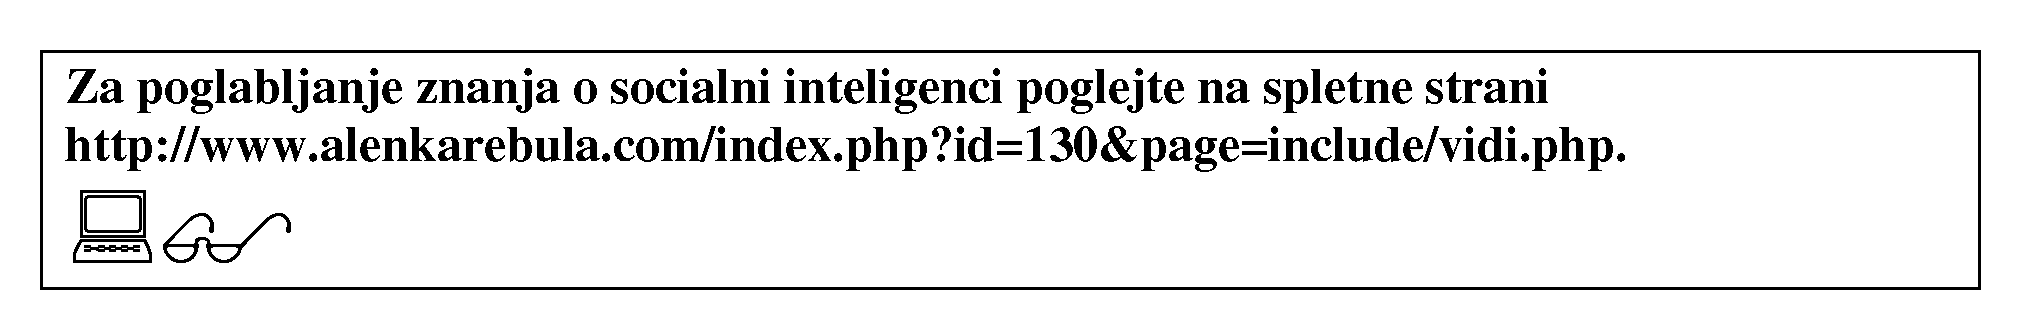 Za poglabljanje znanja o socialni inteligenci poglejte na spletne strani
http://www.alenkarebula.com/index.php?id=130&page=include/vidi.php.